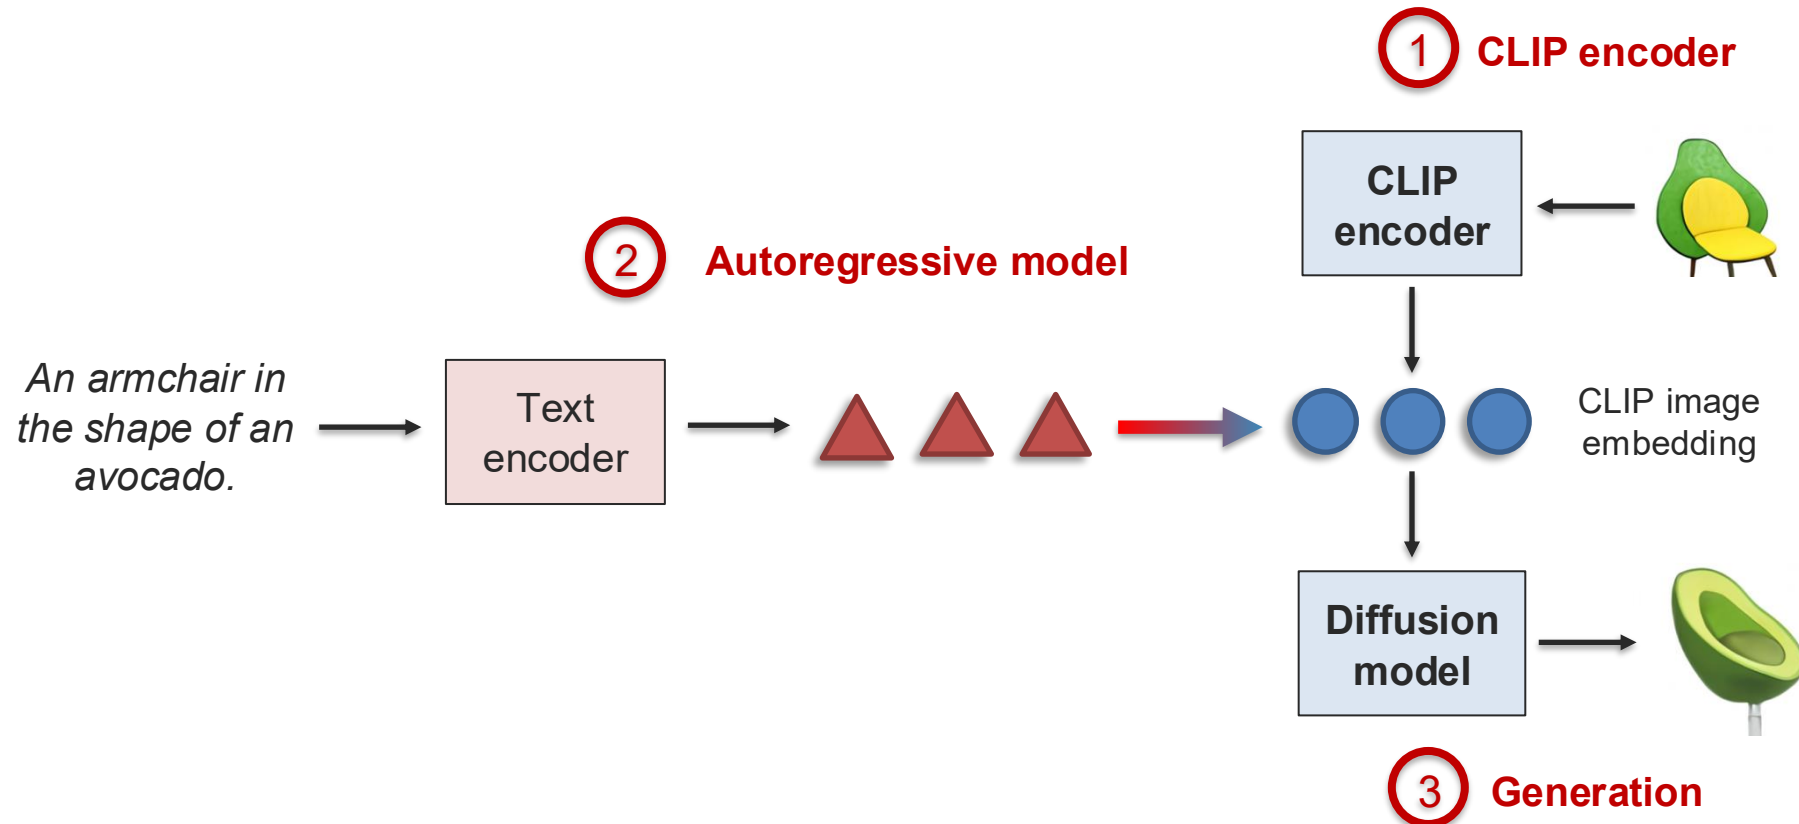 1 CLIP encoder
CLIP
encoder
2 Autoregressive model
An armchair in
the shape of an
avocado.
Text
encoder
CLIP image
embedding
Diffusion
model
3 Generation